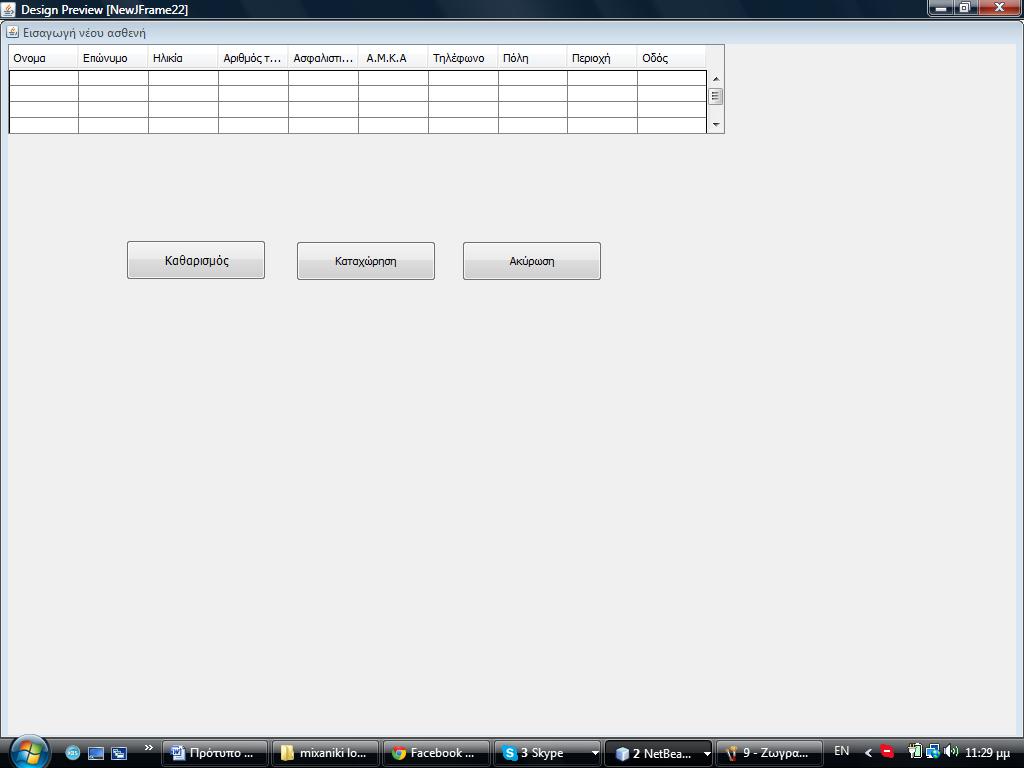 Design Preview [NewJFrame22]
Εισαγωγή νέου ασθενή
Ονομα Επώνυμο Ηλικία Αριθμός τ... Ασφαλιστι... Α.Μ.Κ.Α Τηλέφωνο Πόλη Περιοχή Οδός
Καθαρισμός Καταχώρηση Ακύρωση
» Πρότυπο ... mixaniki lo... Facebook ... 3 Skype 2 NetBea... 9 - Ζωγρα... EN 11:29 μμ